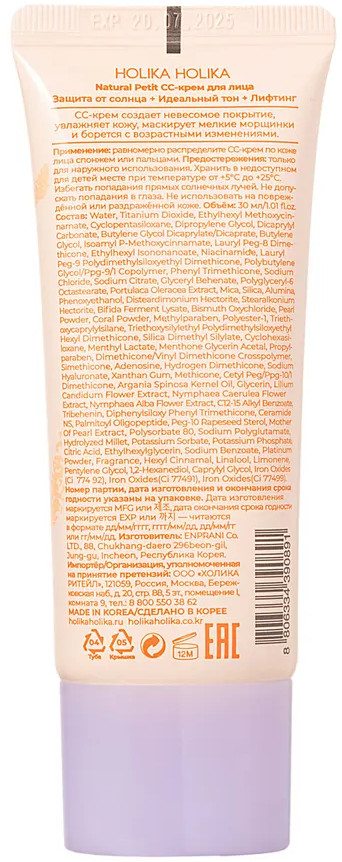 EXP 20.07.2025
HOLIKA HOLIKA
Natural Petit CC-крем для лица
Защита от солнца + Идеальный тон + Лифтинг
CC-крем создает невесомое покрытие,
увлажняет кожу, маскирует мелкие морщинки
и борется с возрастными изменениями.
Применение: равномерно распределите CC-крем по коже
лица спонжем или пальцами. Предостережения: только
для наружного использования. Хранить в недоступном
для детей месте при температуре от +5°C до +25°C.
Избегать попадания прямых солнечных лучей. Не допу-
скать попадания в глаза. Не использовать на повреж-
дённой или раздражённой коже. Объём: 30 мл/1.01 fl.oz.
Состав: Water, Titanium Dioxide, Ethylhexyl Methoxycin-
namate, Cyclopentasiloxane, Dipropylene Glycol, Dicaprylyl
Carbonate, Butylene Glycol Dicaprylate/Dicaprate, Butylene
Glycol, Isoamyl P-Methoxycinnamate, Lauryl Peg-8 Dime-
thicone, Ethylhexyl Isononanoate, Niacinamide, Lauryl
Peg-9 Polydimethylsiloxyethyl Dimethicone, Polybutylene
Glycol/Ppg-9/1 Copolymer, Phenyl Trimethicone, Sodium
Chloride, Sodium Citrate, Glyceryl Behenate, Polyglyceryl-6
Octastearate, Portulaca Oleracea Extract, Mica, Silica, Alumina,
Phenoxyethanol, Disteardimonium Hectorite, Stearalkonium
Hectorite, Bifida Ferment Lysate, Bismuth Oxychloride, Pearl
Powder, Coral Powder, Methylparaben, Polyester-1, Trieth-
oxycaprylylsilane, Triethoxysilylethyl Polydimethylsiloxyethyl
Hexyl Dimethicone, Silica Dimethyl Silylate, Cyclohexasi-
loxane, Menthyl Lactate, Menthone Glycerin Acetal, Propyl-
paraben, Dimethicone/Vinyl Dimethicone Crosspolymer,
Simethicone, Adenosine, Hydrogen Dimethicone, Sodium
Hyaluronate, Xanthan Gum, Methicone, Cetyl Peg/Ppg-10/1
Dimethicone, Argania Spinosa Kernel Oil, Glycerin, Lilium
Candidum Flower Extract, Nymphaea Caerulea Flower
Extract, Nymphaea Alba Flower Extract, C12-15 Alkyl Benzoate,
Tribehenin, Diphenylsiloxy Phenyl Trimethicone, Ceramide
NS, Palmitoyl Oligopeptide, Peg-10 Rapeseed Sterol, Mother
Of Pearl Extract, Polysorbate 80, Sodium Polyglutamate,
Hydrolyzed Millet, Potassium Sorbate, Potassium Phosphate,
Citric Acid, Ethylhexylglycerin, Sodium Benzoate, Platinum
Powder, Fragrance, Hexyl Cinnamal, Linalool, Limonene,
Pentylene Glycol, 1,2-Hexanediol, Caprylyl Glycol, Iron Oxides
(Ci 774 92), Iron Oxides(Ci 77491), Iron Oxides(Ci 77499).
Номер партии, дата изготовления и окончания срока
годности указаны на упаковке. Дата изготовления
маркируется MFG или 제조, дата окончания срока годности
маркируется EXP или 까지 — читаются
в формате дд/мм/гггг, гггг/мм/дд, дд/мм/гг
или гг/мм/дд. Изготовитель: ENPRANI Co.
LTD., 88, Chukhang-daero 296beon-gil,
Jung-gu, Incheon, Республика Корея.
Импортёр/Организация, уполномоченная
на принятие претензий: ООО «ХОЛИКА
РИТЕЙЛ», 121059, Россия, Москва, Береж-
ковская наб., д. 20, стр. 88, 5 эт., помещение I,
комната 9, тел.: 8 800 550 38 62
MADE IN KOREA/СДЕЛАНО В КОРЕЕ
holikaholika.ru holikaholika.co.kr
04 05 12M EAC
Туба Крышка
8 806334 390891